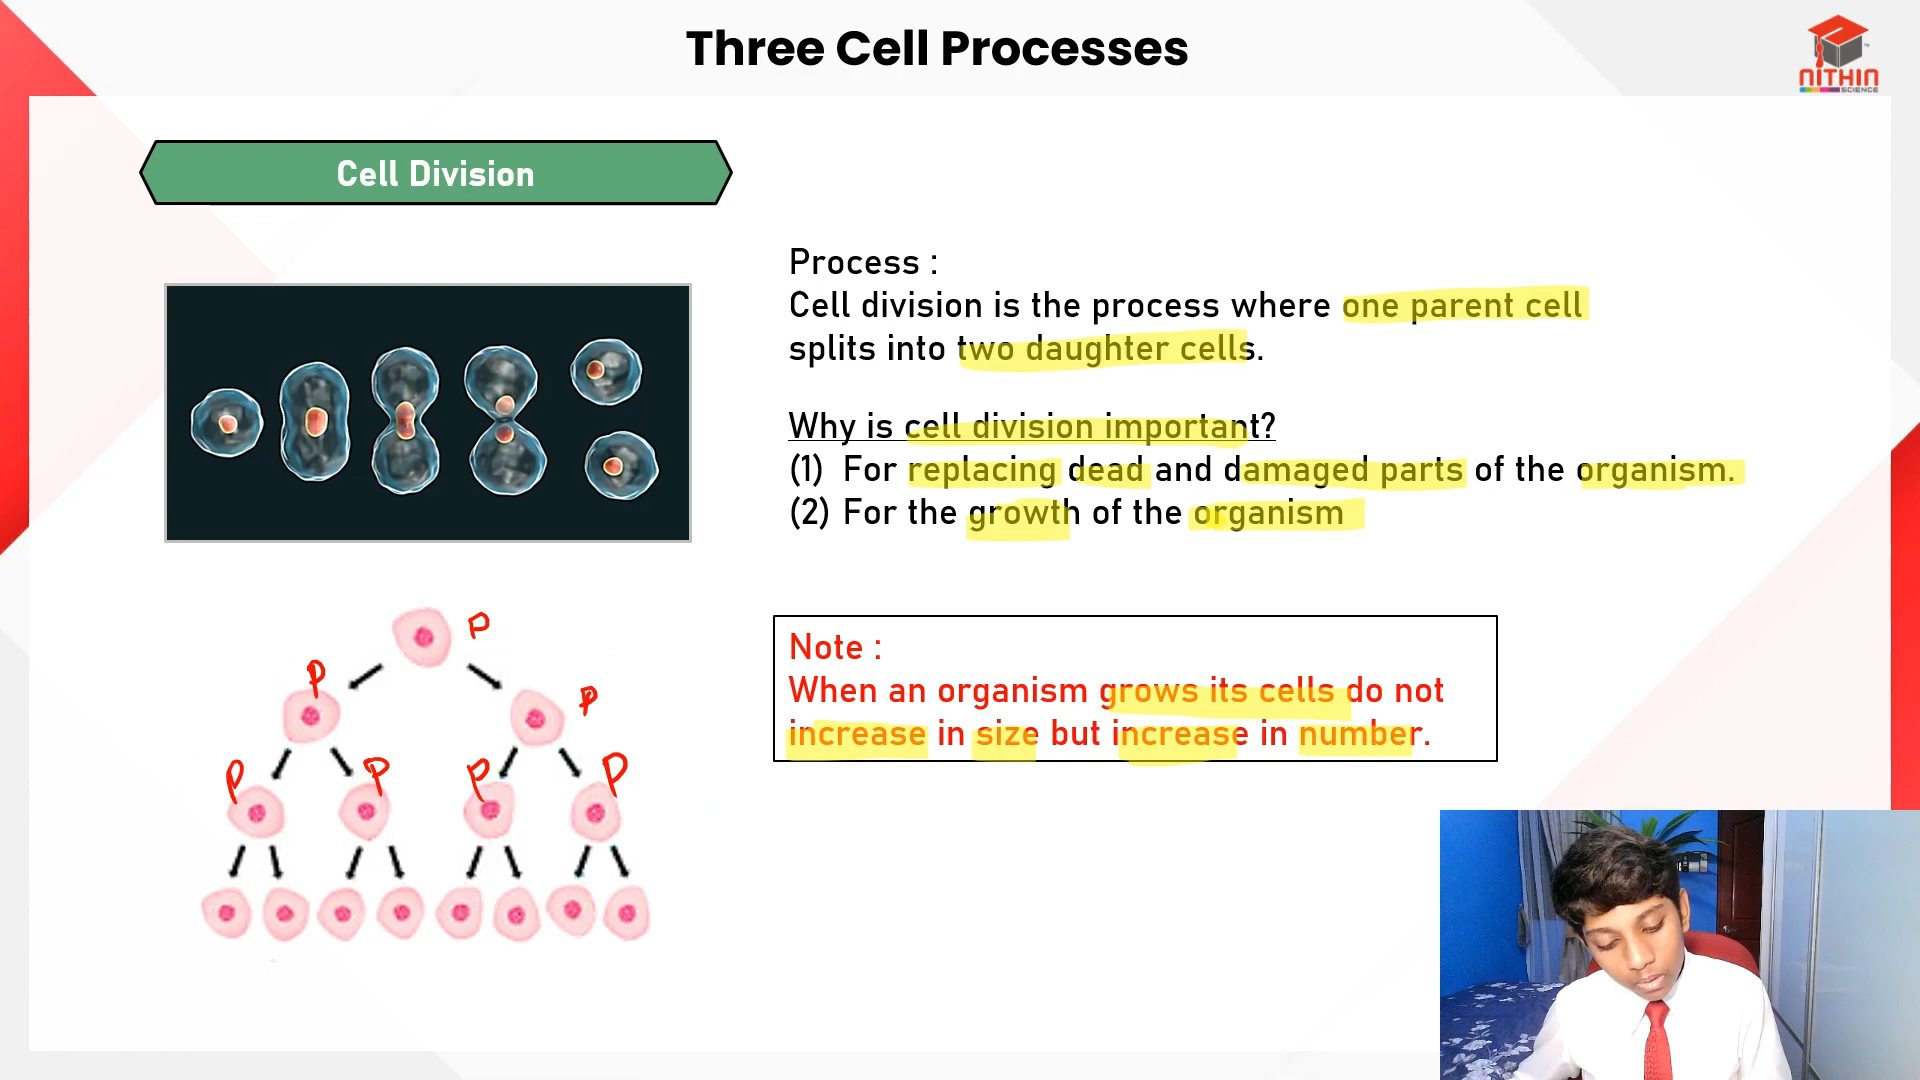 Three Cell Processes
NITHIN
SCIENCE
Cell Division
Process :
Cell division is the process where one parent cell
splits into two daughter cells.
Why is cell division important?
(1) For replacing dead and damaged parts of the organism.
(2) For the growth of the organism
P
P
P
P
P
P
P
Note :
When an organism grows its cells do not
increase in size but increase in number.